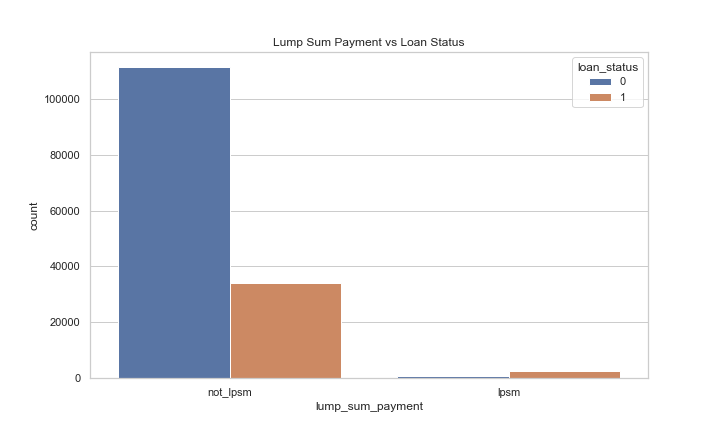 Lump Sum Payment vs Loan Status
loan_status
0
1
100000
80000
60000
40000
20000
0
count
not_lpsm
lpsm
lump_sum_payment